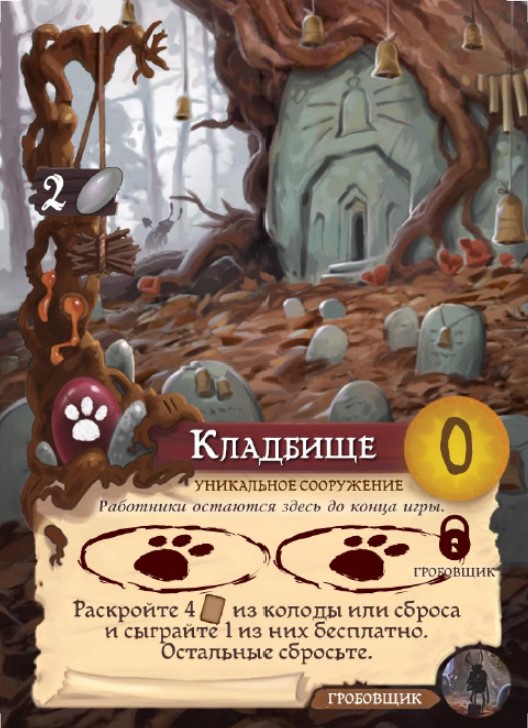 2
Кладбище
0
УНИКАЛЬНОЕ СООРУЖЕНИЕ
Работники остаются здесь до конца игры.
ГРОБОВЩИК
Раскройте 4 из колоды или сброса
и сыграйте 1 из них бесплатно.
Остальные сбросьте.
ГРОБОВЩИК